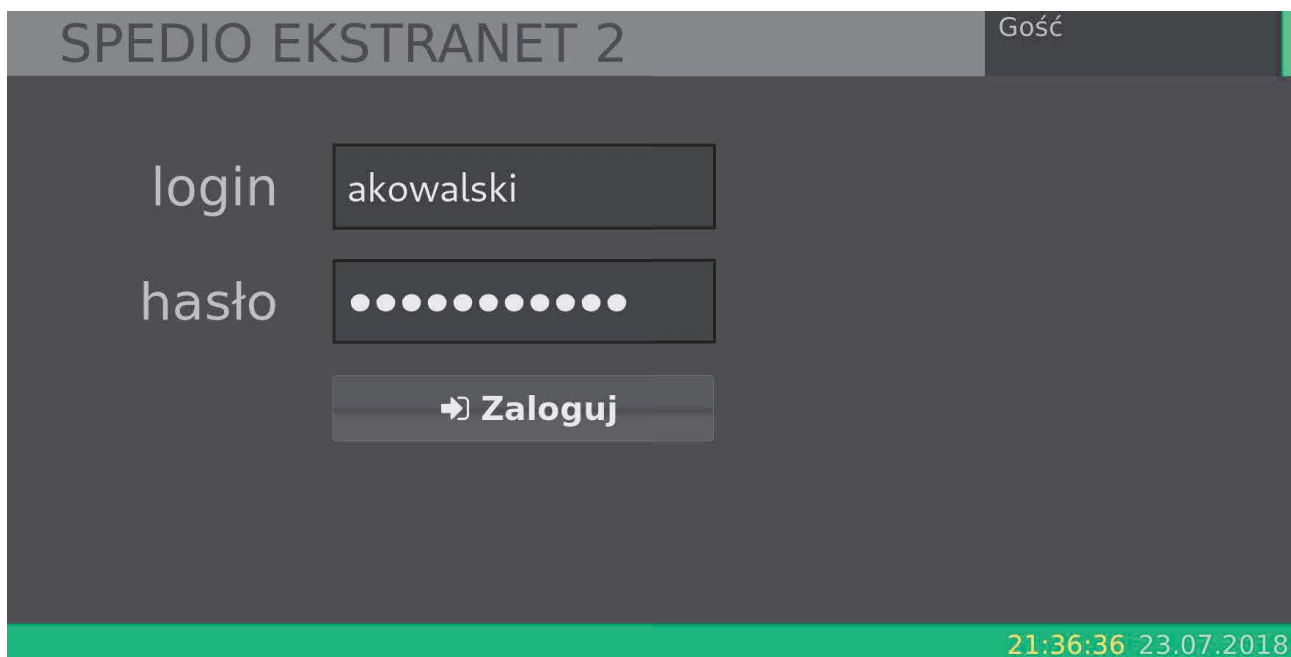 SPEDIO EKSTRANET 2
Gość
login
akowalski
hasło
●●●●●●●●●●●
Zaloguj
21:36:36 23.07.2018